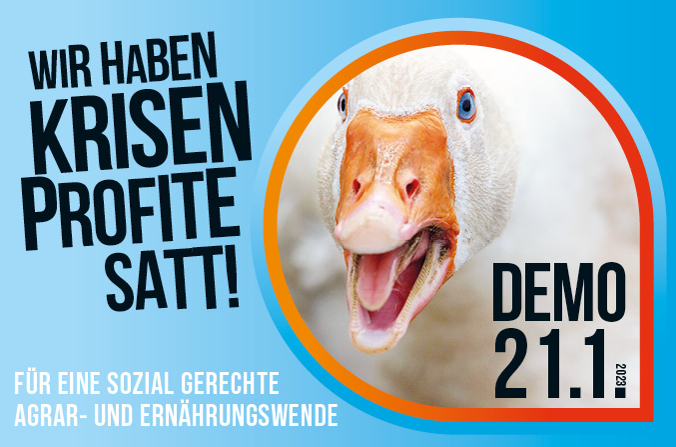 WIR HABEN
KRISEN
PROFITE
SATT!
DEMO
21.1.
2023
FÜR EINE SOZIAL GERECHTE
AGRAR- UND ERNÄHRUNGSWENDE